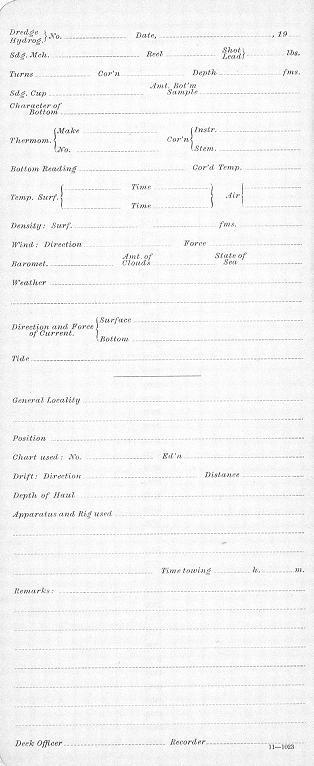 Dredge
Hydrog. } No. Date, , 19
Sdg. Mch. Reel Shot
Lead } lbs.
Turns Cor'n Depth fms.
Sdg. Cup Amt. Bot'm
Sample
Character of
Bottom
Thermom. { Make Cor'n { Instr.
No. Stem.
Bottom Reading Cor'd Temp.
Temp. Surf. { Time } Air {
Time
Density: Surf. fms.
Wind: Direction Force
Baromet. Amt. of
Clouds State of
Sea
Weather
Direction and Force
of Current. { Surface
Bottom
Tide
General Locality
Position
Chart used: No. Ed'n
Drift: Direction Distance
Depth of Haul
Apparatus and Rig used
Time towing h. m.
Remarks:
Deck Officer Recorder
11—1023